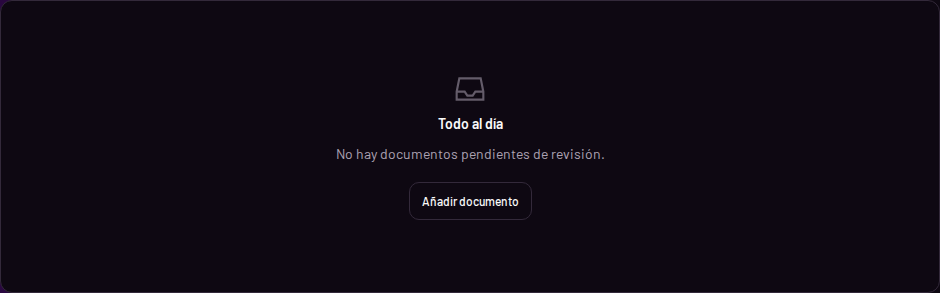 Todo al día
No hay documentos pendientes de revisión.
Añadir documento